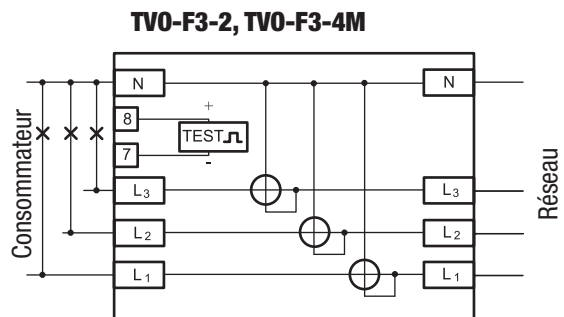 TVO-F3-2, TVO-F3-4M
N N
8 +
TEST
7 -
L3 L3
L2 L2
L1 L1
Consommateur
Réseau